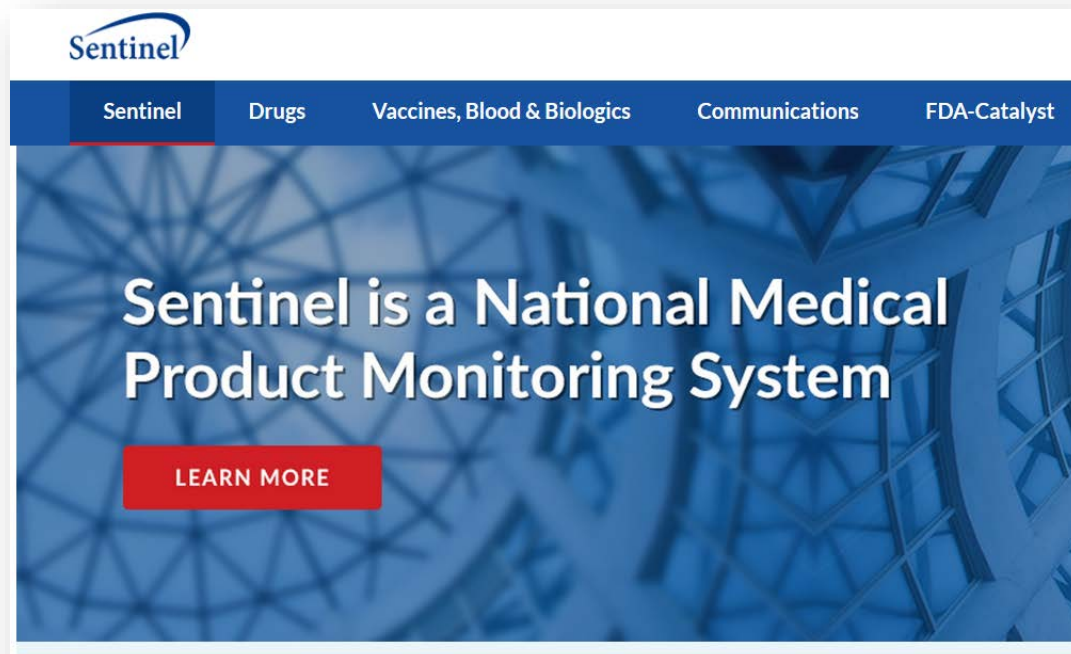 Sentinel
Sentinel Drugs Vaccines, Blood & Biologics Communications FDA-Catalyst
Sentinel is a National Medical
Product Monitoring System
LEARN MORE